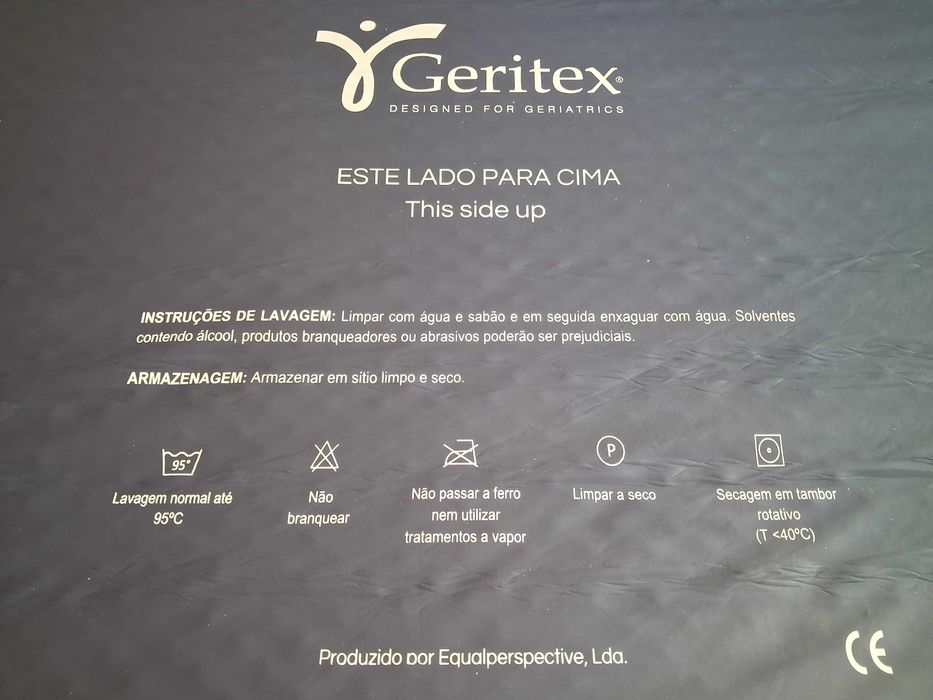 Geritex®
DESIGNED FOR GERIATRICS
ESTE LADO PARA CIMA
This side up
INSTRUÇÕES DE LAVAGEM: Limpar com água e sabão e em seguida enxaguar com água. Solventes
contendo álcool, produtos branqueadores ou abrasivos poderão ser prejudiciais.
ARMAZENAGEM: Armazenar em sítio limpo e seco.
95°
P
Lavagem normal até
95ºC
Não
branquear
Não passar a ferro
nem utilizar
tratamentos a vapor
Limpar a seco
Secagem em tambor
rotativo
(T <40ºC)
Produzido por Equalperspective, Lda.
CE